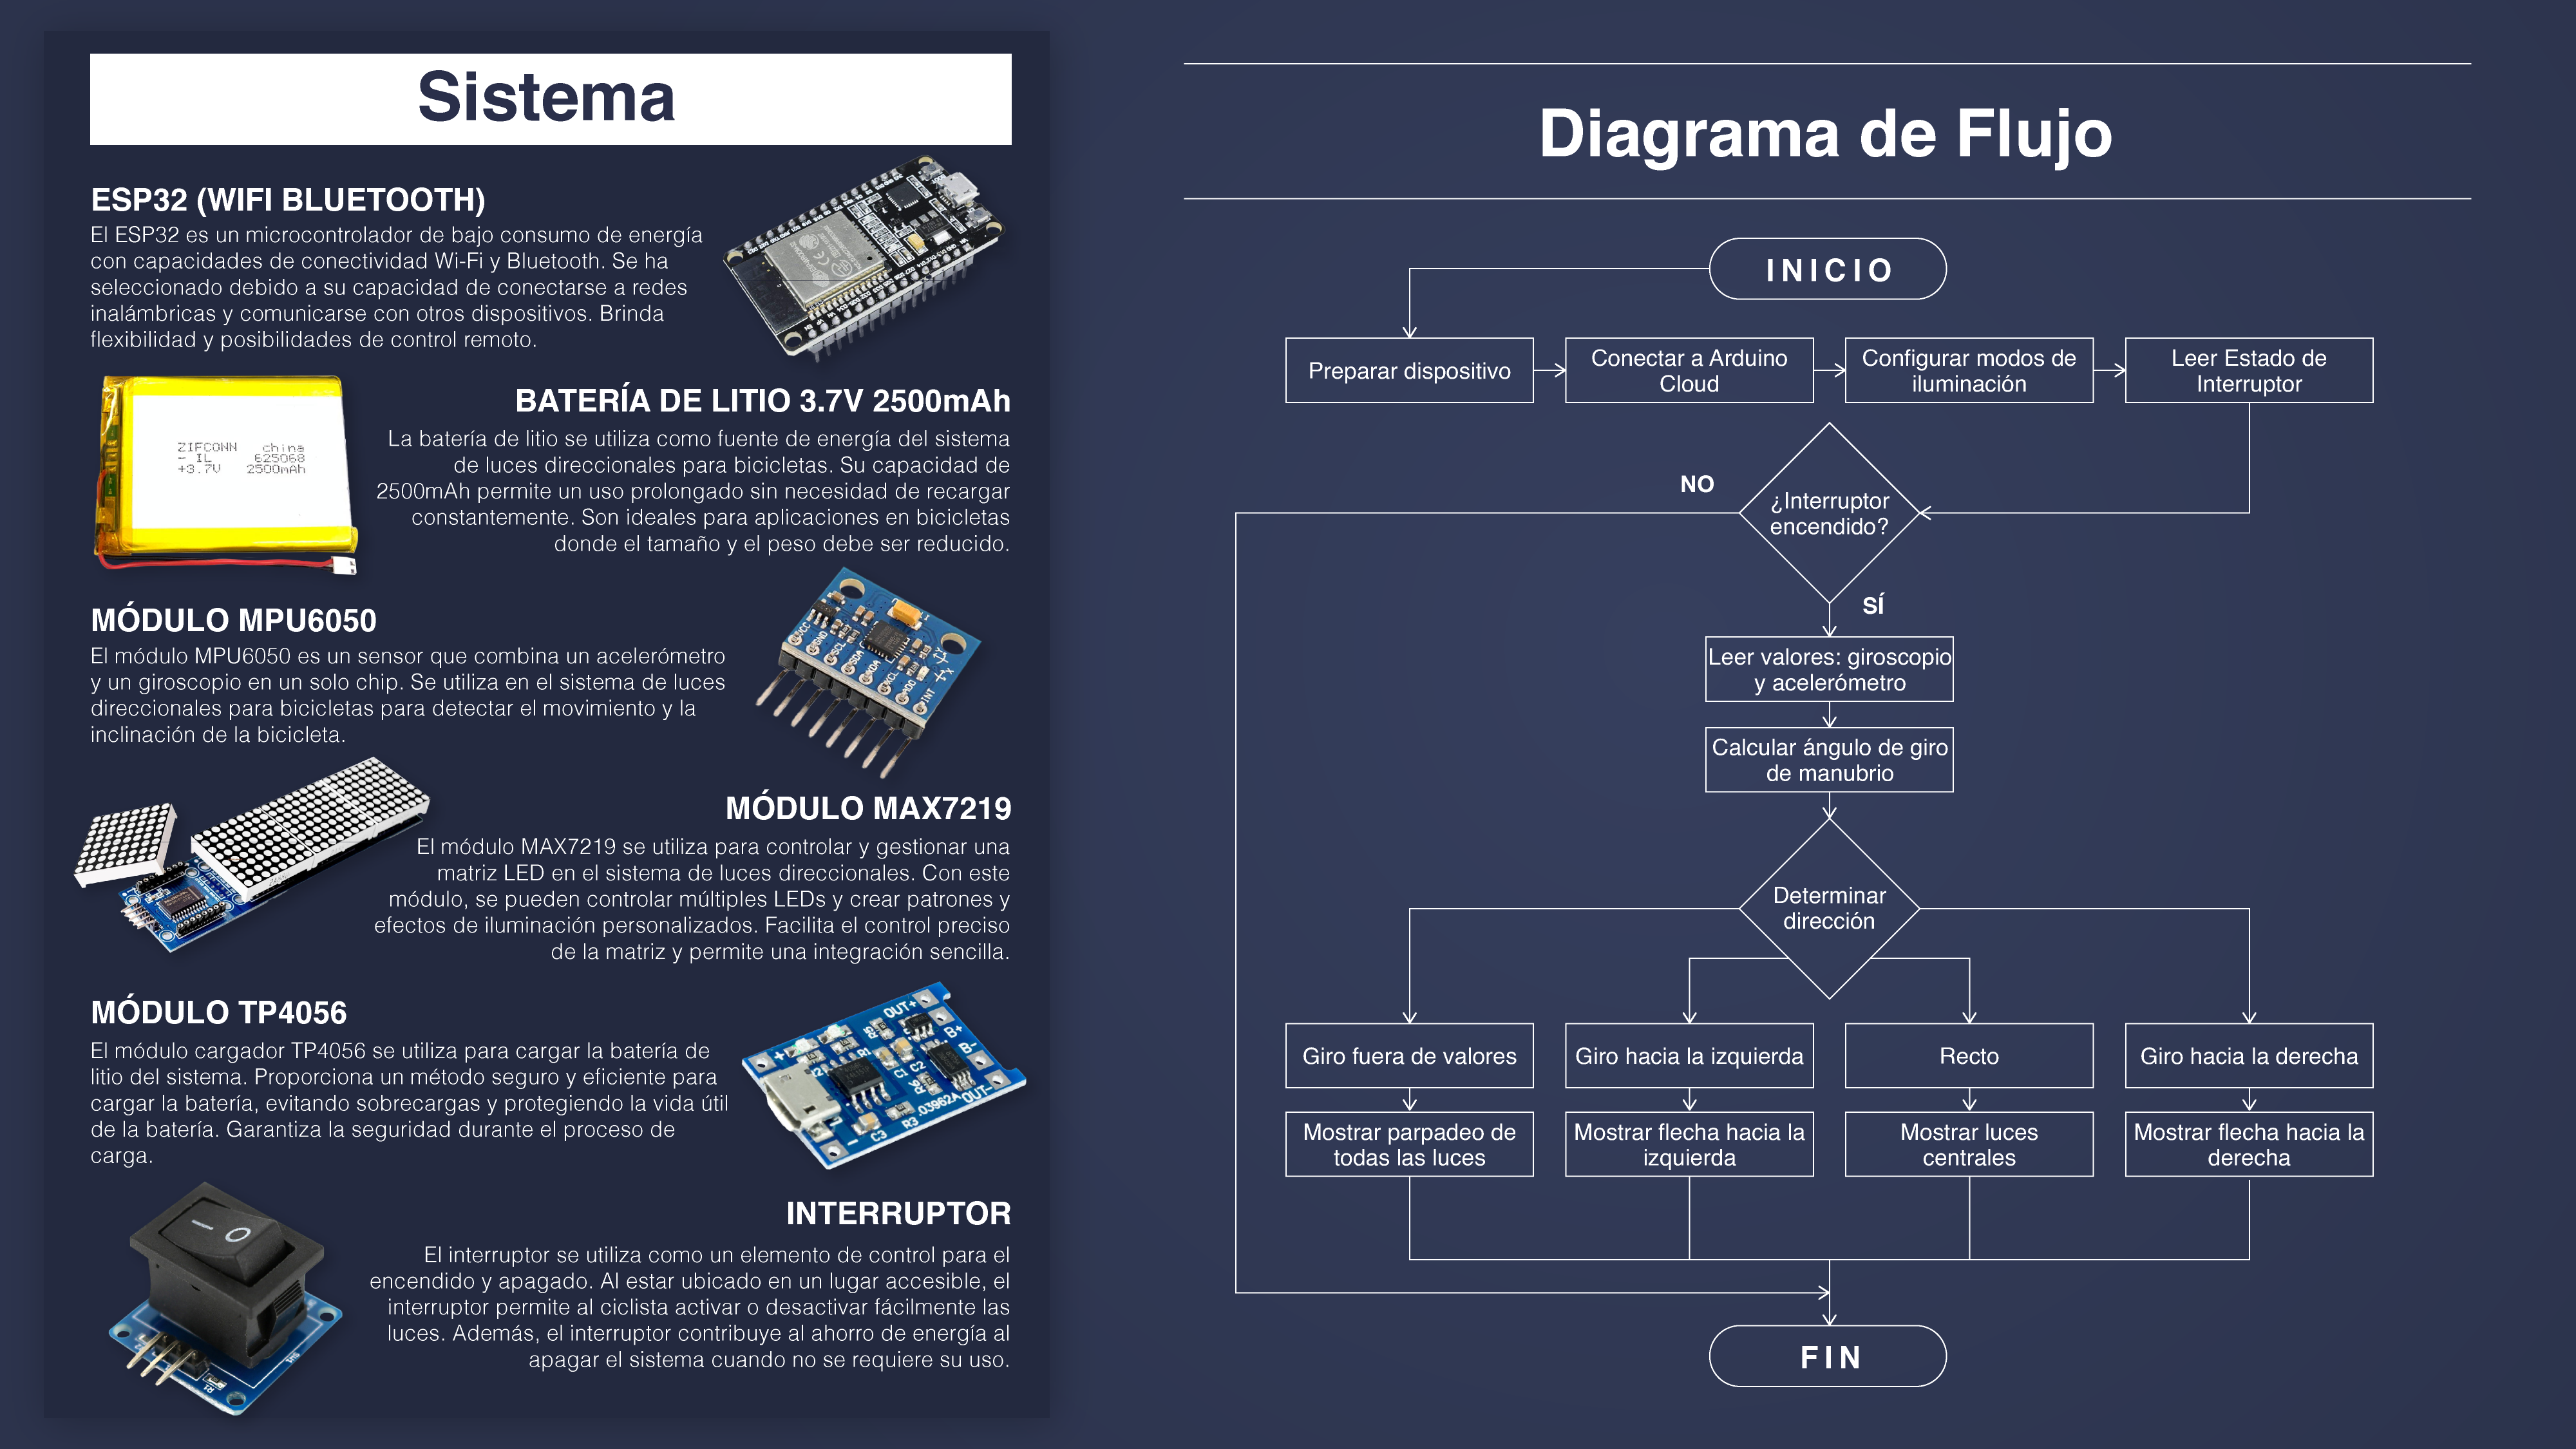 Sistema
ESP32 (WIFI BLUETOOTH)
El ESP32 es un microcontrolador de bajo consumo de energía
con capacidades de conectividad Wi-Fi y Bluetooth. Se ha
seleccionado debido a su capacidad de conectarse a redes
inalámbricas y comunicarse con otros dispositivos. Brinda
flexibilidad y posibilidades de control remoto.
ZIFCONN china
- IL 625068
+3.7V 2500mAh
BATERÍA DE LITIO 3.7V 2500mAh
La batería de litio se utiliza como fuente de energía del sistema
de luces direccionales para bicicletas. Su capacidad de
2500mAh permite un uso prolongado sin necesidad de recargar
constantemente. Son ideales para aplicaciones en bicicletas
donde el tamaño y el peso debe ser reducido.
MÓDULO MPU6050
El módulo MPU6050 es un sensor que combina un acelerómetro
y un giroscopio en un solo chip. Se utiliza en el sistema de luces
direccionales para bicicletas para detectar el movimiento y la
inclinación de la bicicleta.
VCC
GND
SCL
SDA
XDA
XCL
ADO
INT
MÓDULO MAX7219
El módulo MAX7219 se utiliza para controlar y gestionar una
matriz LED en el sistema de luces direccionales. Con este
módulo, se pueden controlar múltiples LEDs y crear patrones y
efectos de iluminación personalizados. Facilita el control preciso
de la matriz y permite una integración sencilla.
MÓDULO TP4056
El módulo cargador TP4056 se utiliza para cargar la batería de
litio del sistema. Proporciona un método seguro y eficiente para
cargar la batería, evitando sobrecargas y protegiendo la vida útil
de la batería. Garantiza la seguridad durante el proceso de
carga.
OUT+
B+
B-
OUT-
R1
C1 C2
C3
R3
03962A
INTERRUPTOR
El interruptor se utiliza como un elemento de control para el
encendido y apagado. Al estar ubicado en un lugar accesible, el
interruptor permite al ciclista activar o desactivar fácilmente las
luces. Además, el interruptor contribuye al ahorro de energía al
apagar el sistema cuando no se requiere su uso.
R1
Diagrama de Flujo
INICIO
Preparar dispositivo
Conectar a Arduino
Cloud
Configurar modos de
iluminación
Leer Estado de
Interruptor
NO
¿Interruptor
encendido?
SÍ
Leer valores: giroscopio
y acelerómetro
Calcular ángulo de giro
de manubrio
Determinar
dirección
Giro fuera de valores
Giro hacia la izquierda
Recto
Giro hacia la derecha
Mostrar parpadeo de
todas las luces
Mostrar flecha hacia la
izquierda
Mostrar luces
centrales
Mostrar flecha hacia la
derecha
FIN